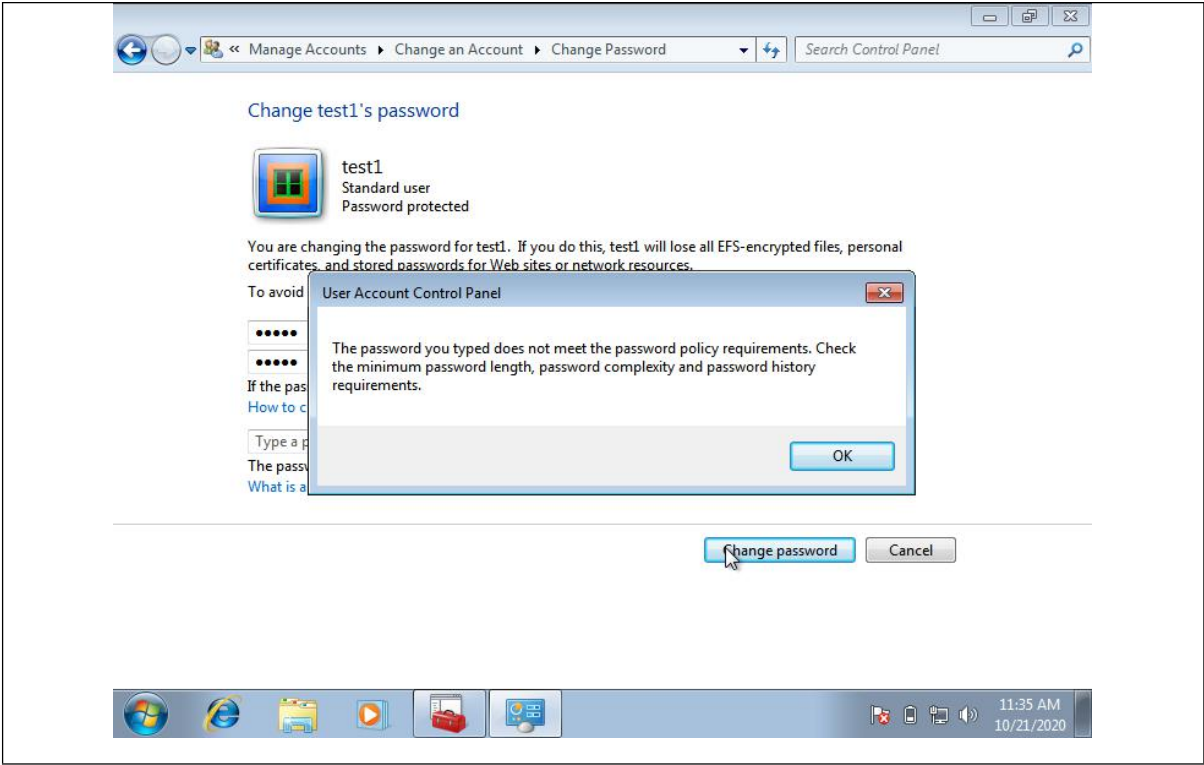 « Manage Accounts ▸ Change an Account ▸ Change Password
Search Control Panel
Change test1's password
test1
Standard user
Password protected
You are changing the password for test1. If you do this, test1 will lose all EFS-encrypted files, personal
certificates, and stored passwords for Web sites or network resources.
To avoid
User Account Control Panel
•••••
The password you typed does not meet the password policy requirements. Check
•••••
the minimum password length, password complexity and password history
If the pas
requirements.
How to c
Type a p
OK
The passw
What is a
Change password
Cancel
11:35 AM
10/21/2020